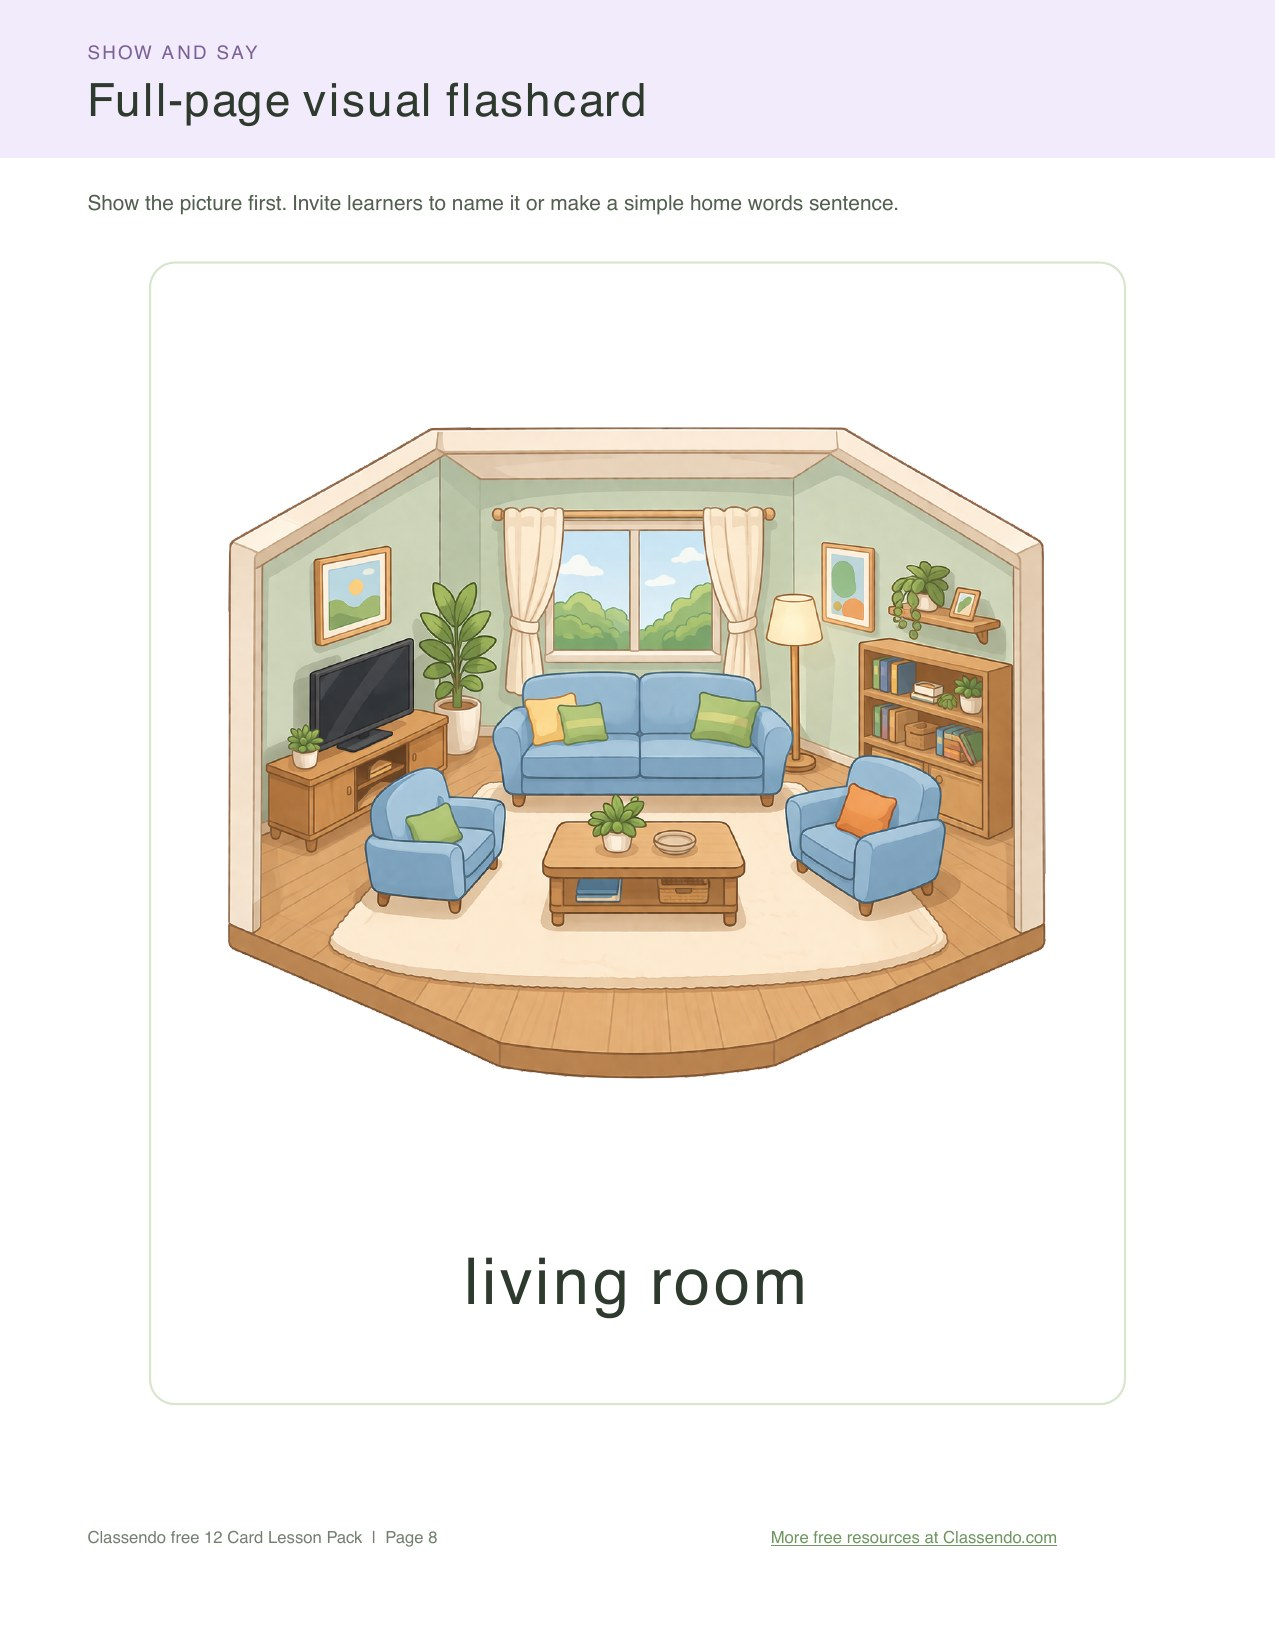 SHOW AND SAY
Full-page visual flashcard
Show the picture first. Invite learners to name it or make a simple home words sentence.
living room
Classendo free 12 Card Lesson Pack | Page 8
More free resources at Classendo.com